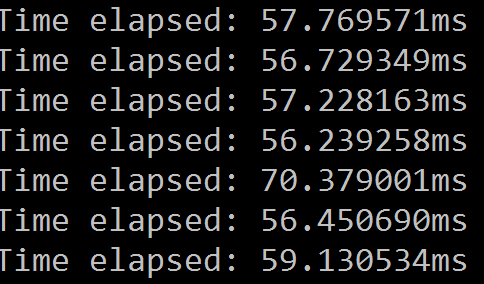 Time elapsed: 57.769571ms
Time elapsed: 56.729349ms
Time elapsed: 57.228163ms
Time elapsed: 56.239258ms
Time elapsed: 70.379001ms
Time elapsed: 56.450690ms
Time elapsed: 59.130534ms